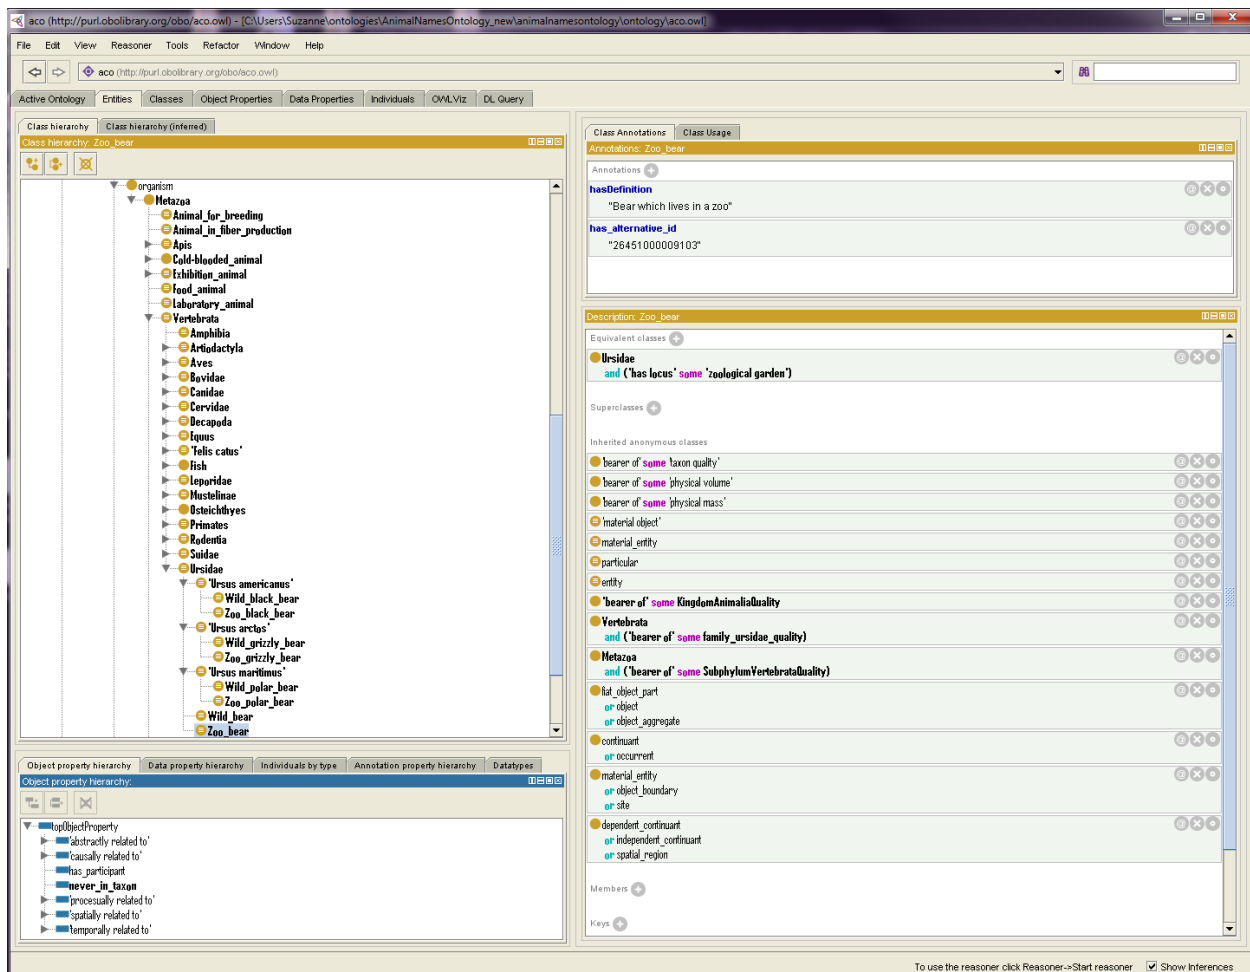 aco (http://purl.obolibrary.org/obo/aco.owl) - [C:\Users\Suzanne\ontologies\AnimalNamesOntology_new\animalnamesontology\ontology\aco.owl]
File Edit View Reasoner Tools Refactor Window Help
aco (http://purl.obolibrary.org/obo/aco.owl)
Active Ontology Entities Classes Object Properties Data Properties Individuals OWLViz DL Query
Class hierarchy Class hierarchy (inferred)
Class hierarchy: Zoo_bear
organism
Metazoa
Animal_for_breeding
Animal_in_fiber_production
Apis
Cold-blooded_animal
Exhibition_animal
Food_animal
Laboratory_animal
Vertebrata
Amphibia
Artiodactyla
Aves
Bovidae
Canidae
Cervidae
Decapoda
Equus
'Felis catus'
Fish
Leporidae
Mustelinae
Osteichthyes
Primates
Rodentia
Suidae
Ursidae
'Ursus americanus'
Wild_black_bear
Zoo_black_bear
'Ursus arctos'
Wild_grizzly_bear
Zoo_grizzly_bear
'Ursus maritimus'
Wild_polar_bear
Zoo_polar_bear
Wild_bear
Zoo_bear
Object property hierarchy Data property hierarchy Individuals by type Annotation property hierarchy Datatypes
Object property hierarchy:
topObjectProperty
'abstractly related to'
'causally related to'
has_participant
never_in_taxon
'procesually related to'
'spatially related to'
'temporally related to'
Class Annotations Class Usage
Annotations: Zoo_bear
Annotations
hasDefinition
"Bear which lives in a zoo"
has_alternative_id
"26451000009103"
Description: Zoo_bear
Equivalent classes
Ursidae
and ('has locus' some 'zoological garden')
Superclasses
Inherited anonymous classes
'bearer of' some 'taxon quality'
'bearer of' some 'physical volume'
'bearer of' some 'physical mass'
'material object'
material_entity
particular
entity
'bearer of' some KingdomAnimaliaQuality
Vertebrata
and ('bearer of' some family_ursidae_quality)
Metazoa
and ('bearer of' some SubphylumVertebrataQuality)
fiat_object_part
or object
or object_aggregate
continuant
or occurrent
material_entity
or object_boundary
or site
dependent_continuant
or independent_continuant
or spatial_region
Members
Keys
To use the reasoner click Reasoner->Start reasoner Show Inferences